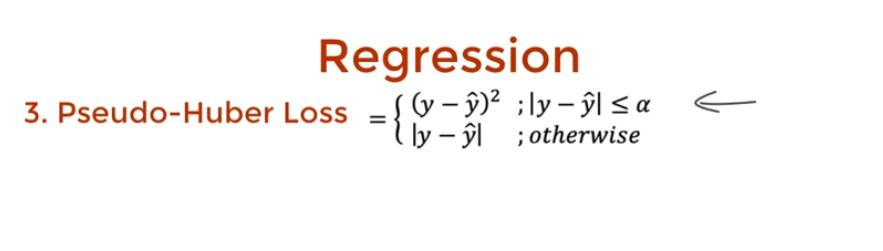 Regression
3. Pseudo-Huber Loss = { (y − ŷ)² ; |y − ŷ| ≤ α
|y − ŷ| ; otherwise